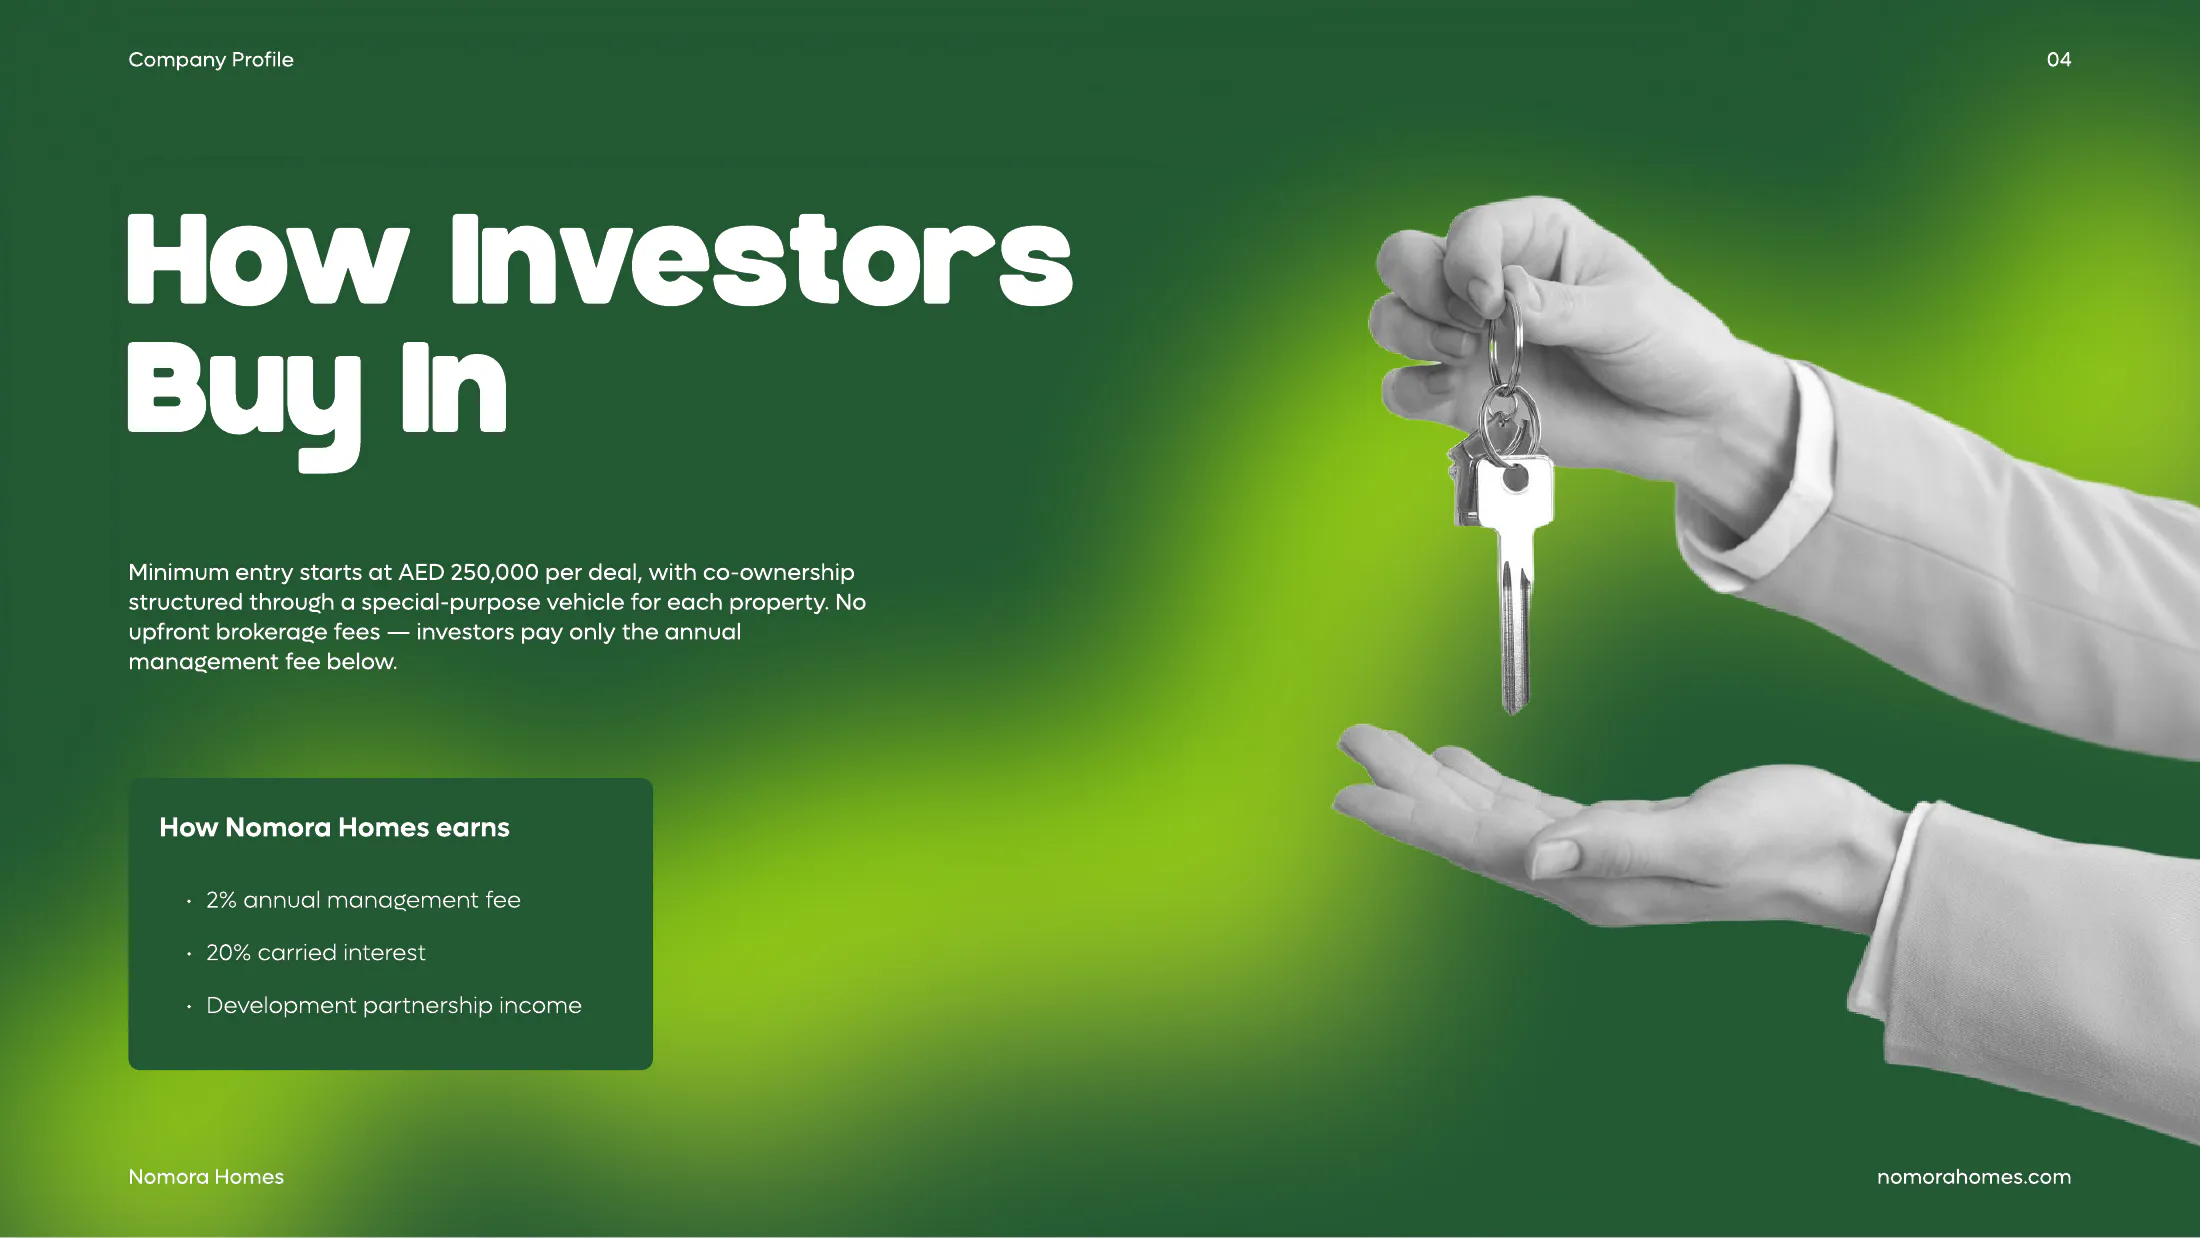 Company Profile
04
How Investors
Buy In
Minimum entry starts at AED 250,000 per deal, with co-ownership
structured through a special-purpose vehicle for each property. No
upfront brokerage fees — investors pay only the annual
management fee below.
How Nomora Homes earns
• 2% annual management fee
• 20% carried interest
• Development partnership income
Nomora Homes
nomorahomes.com